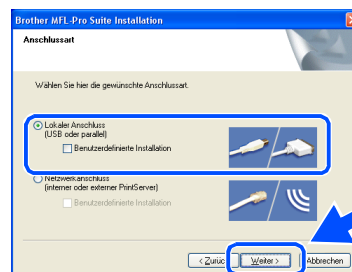 Brother MFL-Pro Suite Installation
Anschlussart
Wählen Sie hier die gewünschte Anschlussart.
Lokaler Anschluss
(USB oder parallel)
Benutzerdefinierte Installation
Netzwerkanschluss
(interner oder externer PrintServer)
Benutzerdefinierte Installation
< Zurüc
Weiter >
Abbrechen